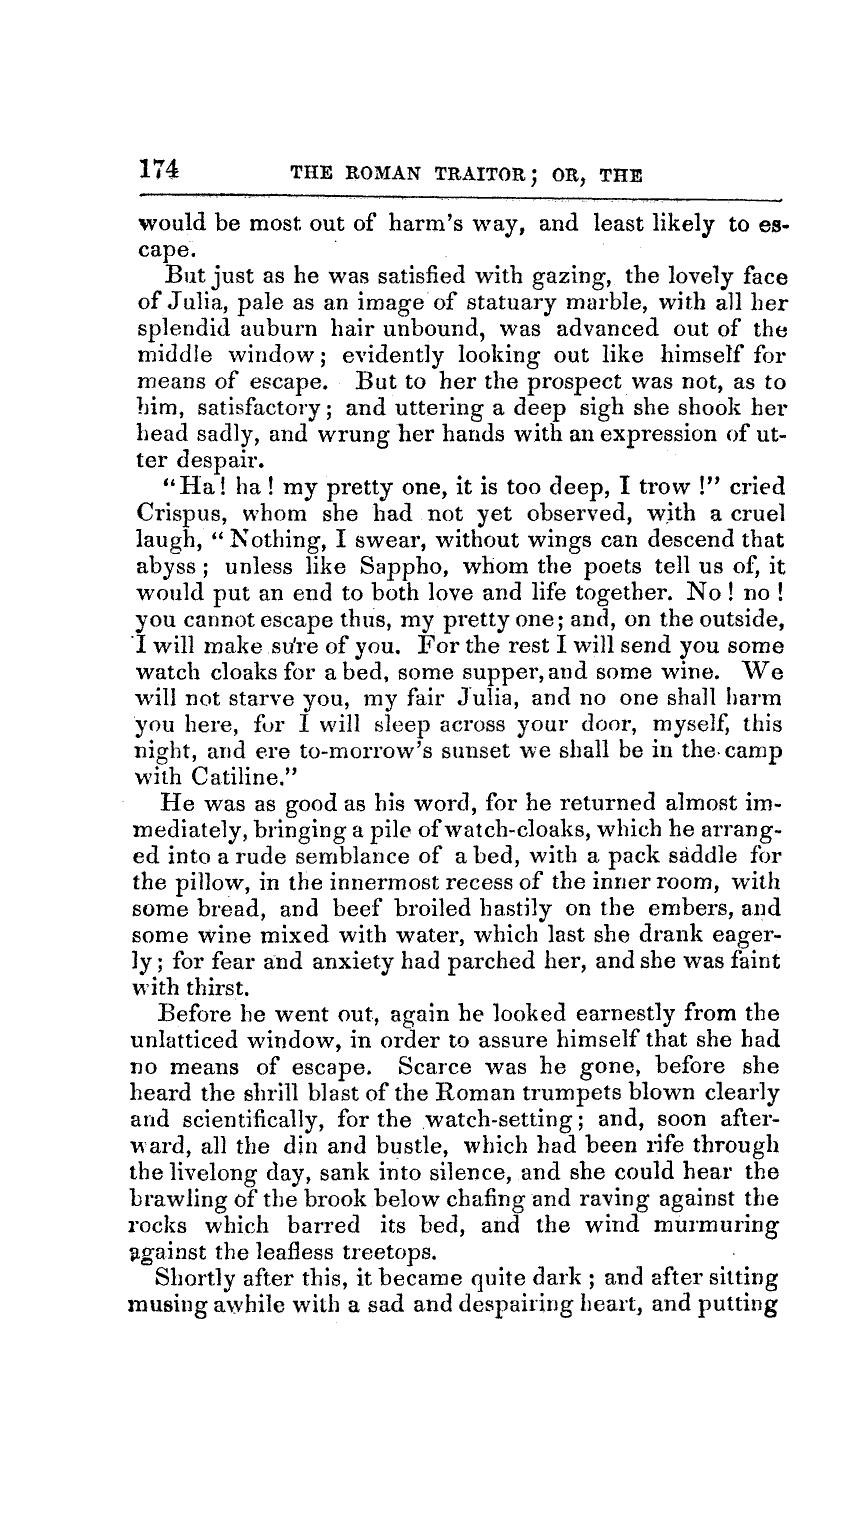 174 THE ROMAN TRAITOR; OR, THE
would be most out of harm's way, and least likely to es-
cape.
But just as he was satisfied with gazing, the lovely face
of Julia, pale as an image of statuary marble, with all her
splendid auburn hair unbound, was advanced out of the
middle window; evidently looking out like himself for
means of escape. But to her the prospect was not, as to
him, satisfactory; and uttering a deep sigh she shook her
head sadly, and wrung her hands with an expression of ut-
ter despair.
"Ha! ha! my pretty one, it is too deep, I trow!" cried
Crispus, whom she had not yet observed, with a cruel
laugh, "Nothing, I swear, without wings can descend that
abyss; unless like Sappho, whom the poets tell us of, it
would put an end to both love and life together. No! no!
you cannot escape thus, my pretty one; and, on the outside,
I will make sure of you. For the rest I will send you some
watch cloaks for a bed, some supper, and some wine. We
will not starve you, my fair Julia, and no one shall harm
you here, for I will sleep across your door, myself, this
night, and ere to-morrow's sunset we shall be in the camp
with Catiline."
He was as good as his word, for he returned almost im-
mediately, bringing a pile of watch-cloaks, which he arrang-
ed into a rude semblance of a bed, with a pack saddle for
the pillow, in the innermost recess of the inner room, with
some bread, and beef broiled hastily on the embers, and
some wine mixed with water, which last she drank eager-
ly; for fear and anxiety had parched her, and she was faint
with thirst.
Before he went out, again he looked earnestly from the
unlatticed window, in order to assure himself that she had
no means of escape. Scarce was he gone, before she
heard the shrill blast of the Roman trumpets blown clearly
and scientifically, for the watch-setting; and, soon after-
ward, all the din and bustle, which had been rife through
the livelong day, sank into silence, and she could hear the
brawling of the brook below chafing and raving against the
rocks which barred its bed, and the wind murmuring
against the leafless treetops.
Shortly after this, it became quite dark; and after sitting
musing awhile with a sad and despairing heart, and putting